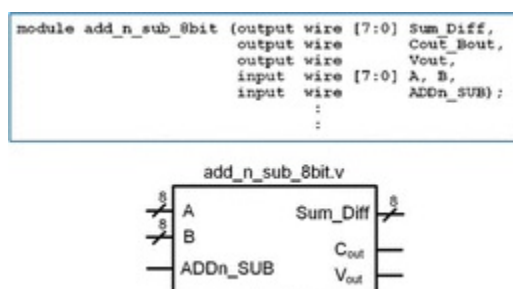 module add_n_sub_8bit (output wire [7:0] Sum_Diff,
output wire Cout_Bout,
output wire Vout,
input wire [7:0] A, B,
input wire ADDn_SUB);
:
:
add_n_sub_8bit.v
8 A Sum_Diff 8
8 B Cout
ADDn_SUB Vout